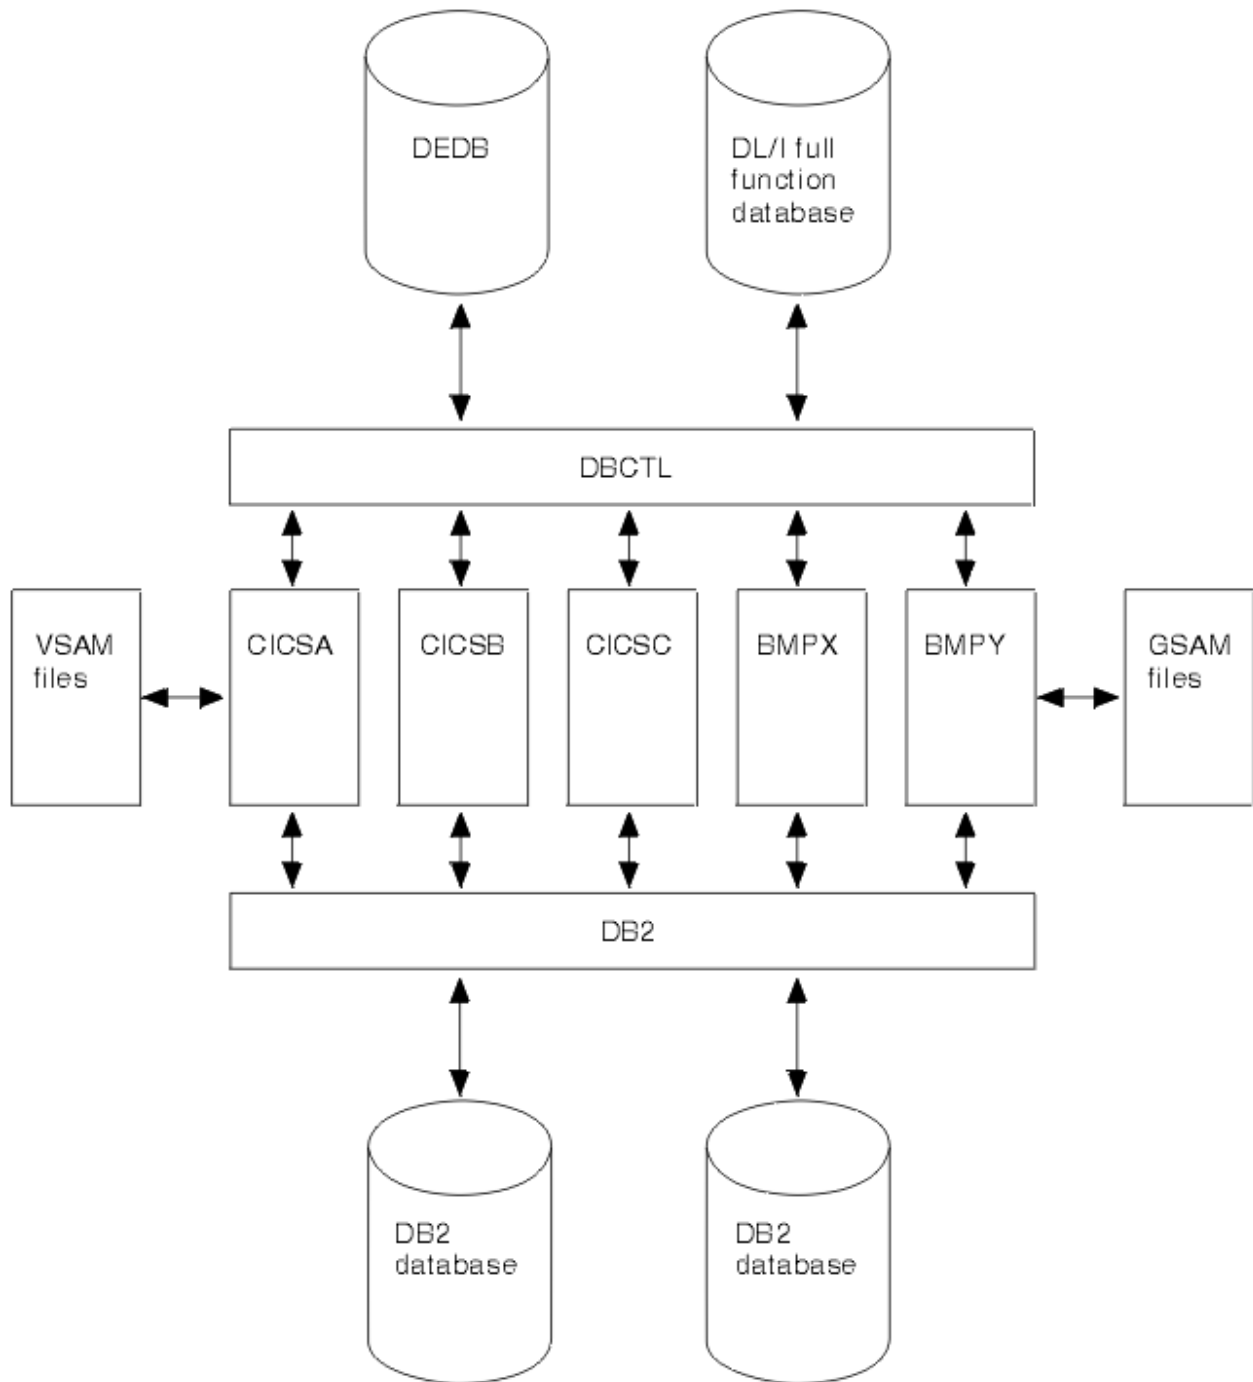 DEDB
DL/I full
function
database
DBCTL
VSAM
files
CICSA
CICSB
CICSC
BMPX
BMPY
GSAM
files
DB2
DB2
database
DB2
database